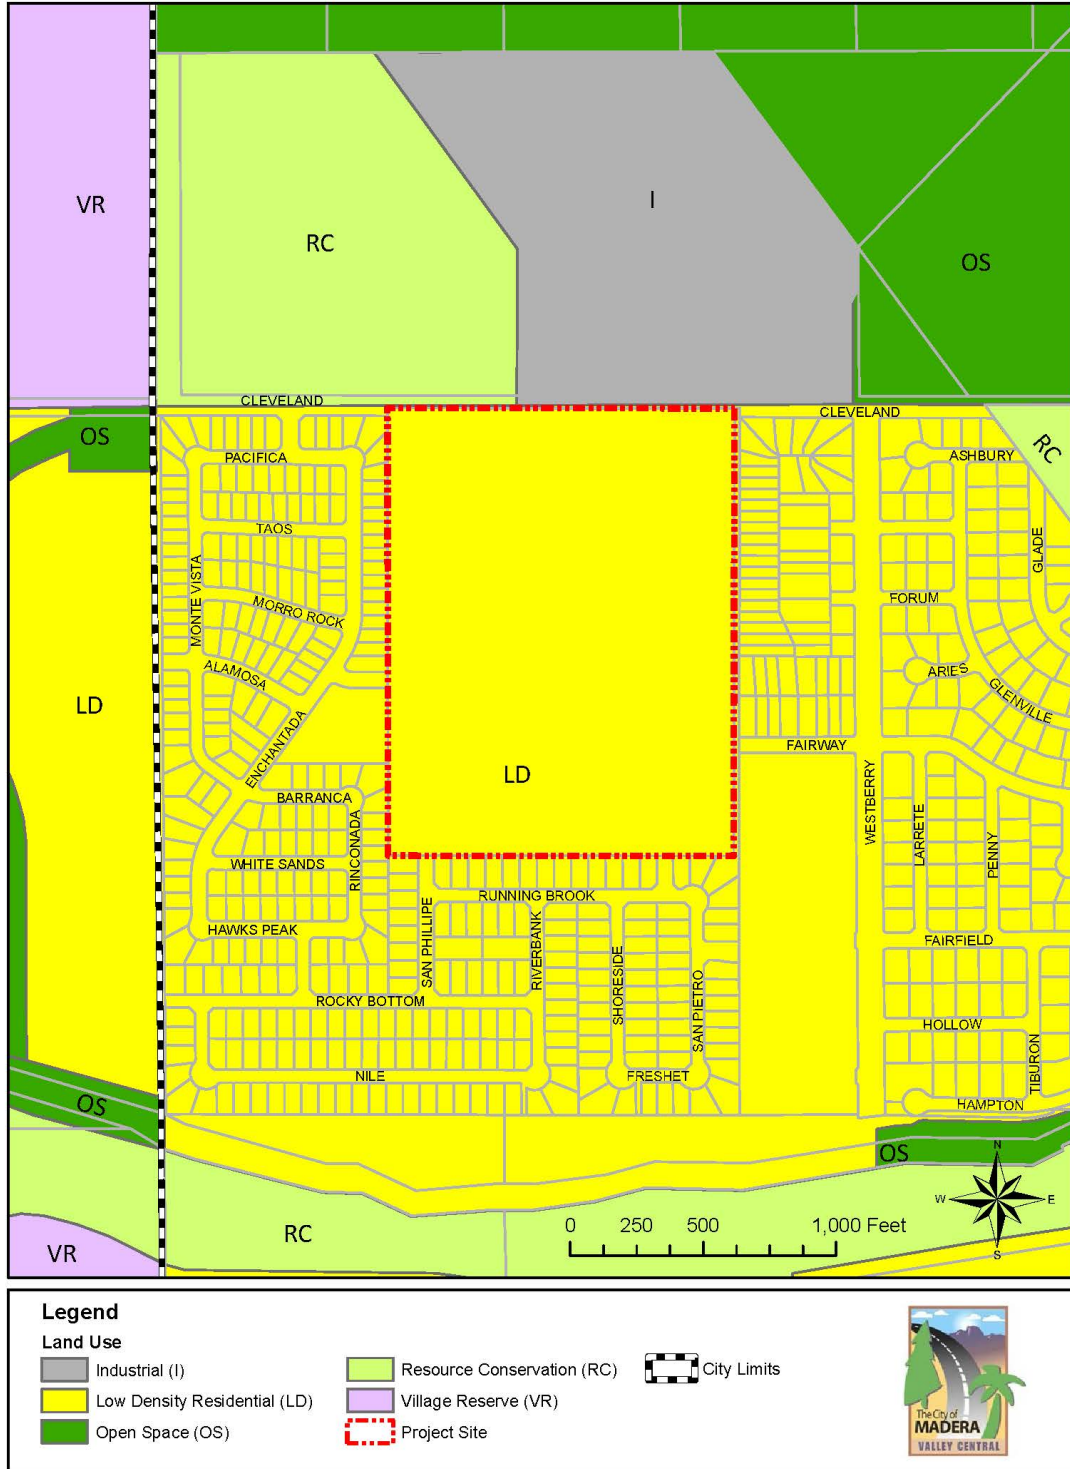 VR
RC
I
OS
CLEVELAND
CLEVELAND
OS
PACIFICA
ASHBURY
RC
TAOS
MONTE VISTA
GLADE
MORRO ROCK
FORUM
ALAMOSA
ARIES
GLENVILLE
LD
ENCHANTADA
FAIRWAY
LD
BARRANCA
WESTBERRY
LARRETE
PENNY
RINCONADA
WHITE SANDS
RUNNING BROOK
HAWKS PEAK
SAN PHILLIPE
RIVERBANK
SHORESIDE
SAN PIETRO
FAIRFIELD
ROCKY BOTTOM
HOLLOW
NILE
FRESHET
TIBURON
HAMPTON
OS
OS
N
W E
S
RC
VR
0 250 500 1,000 Feet
Legend
Land Use
Industrial (I)
Low Density Residential (LD)
Open Space (OS)
Resource Conservation (RC)
Village Reserve (VR)
Project Site
City Limits
The City of
MADERA
VALLEY CENTRAL